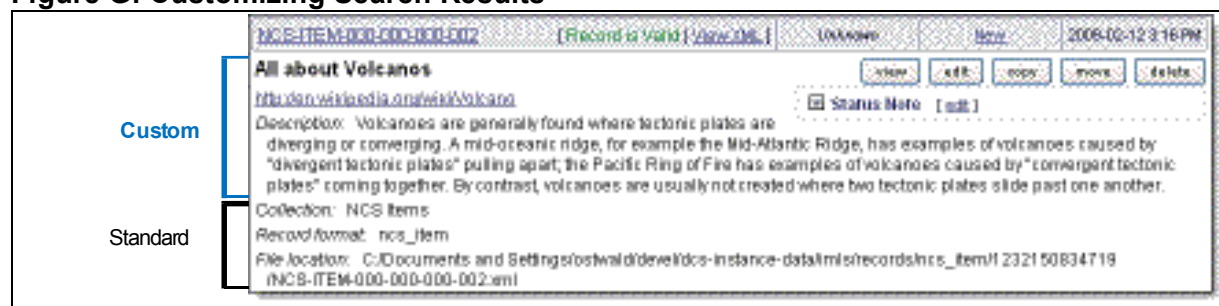 NCS-ITEM-000-000-000-002 [ Record is Valid | View XML ] Unknown New 2008-02-12 3:16 PM
All about Volcanos view edit copy move delete
http://en.wikipedia.org/wiki/Volcano Status Note [ edit ]
Custom
Description: Volcanoes are generally found where tectonic plates are
diverging or converging. A mid-oceanic ridge, for example the Mid-Atlantic Ridge, has examples of volcanoes caused by
"divergent tectonic plates" pulling apart; the Pacific Ring of Fire has examples of volcanoes caused by "convergent tectonic
plates" coming together. By contrast, volcanoes are usually not created where two tectonic plates slide past one another.
Standard
Collection: NCS Items
Record format: ncs_item
File location: C:/Documents and Settings/ostwald/devel/dcs-instance-data/imls/records/ncs_item/1232150834719
/NCS-ITEM-000-000-000-002.xml